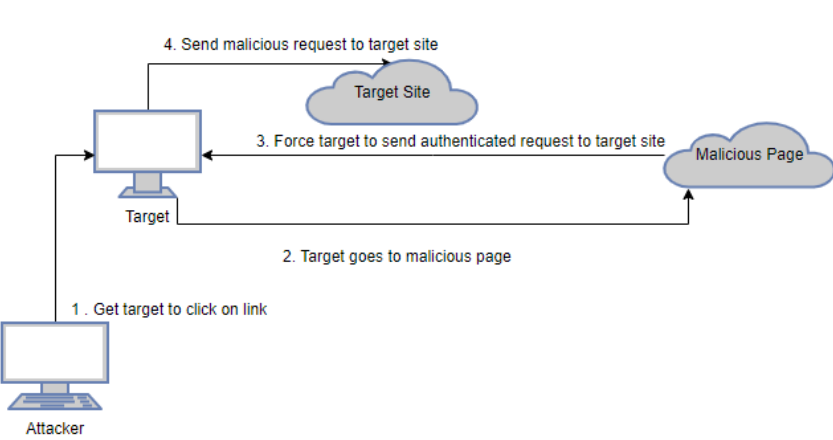 4. Send malicious request to target site
Target Site
3. Force target to send authenticated request to target site
Malicious Page
Target
2. Target goes to malicious page
1 . Get target to click on link
Attacker